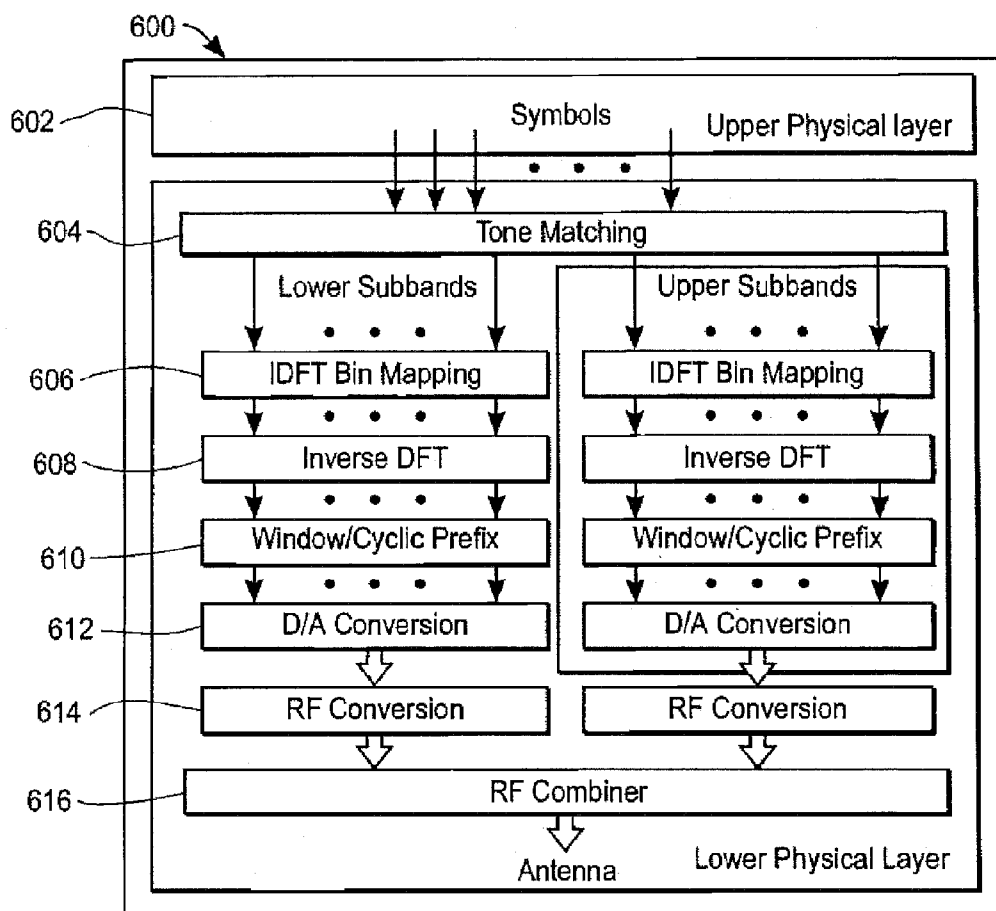 600
602
Symbols
Upper Physical layer
604
Tone Matching
Lower Subbands
Upper Subbands
606
IDFT Bin Mapping
IDFT Bin Mapping
608
Inverse DFT
Inverse DFT
610
Window/Cyclic Prefix
Window/Cyclic Prefix
612
D/A Conversion
D/A Conversion
614
RF Conversion
RF Conversion
616
RF Combiner
Antenna
Lower Physical Layer